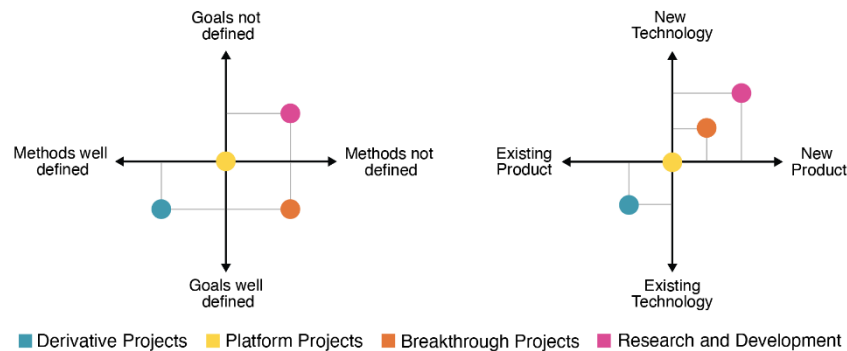 Goals not
defined
Methods well
defined
Methods not
defined
Goals well
defined
New
Technology
Existing
Product
New
Product
Existing
Technology
Derivative Projects
Platform Projects
Breakthrough Projects
Research and Development